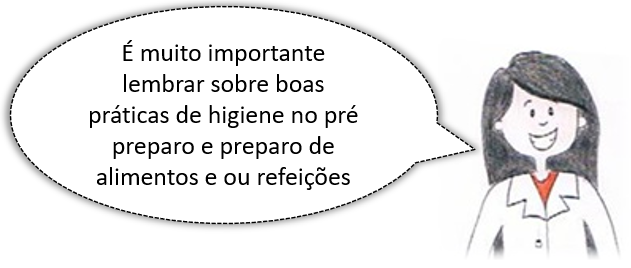 É muito importante
lembrar sobre boas
práticas de higiene no pré
preparo e preparo de
alimentos e ou refeições